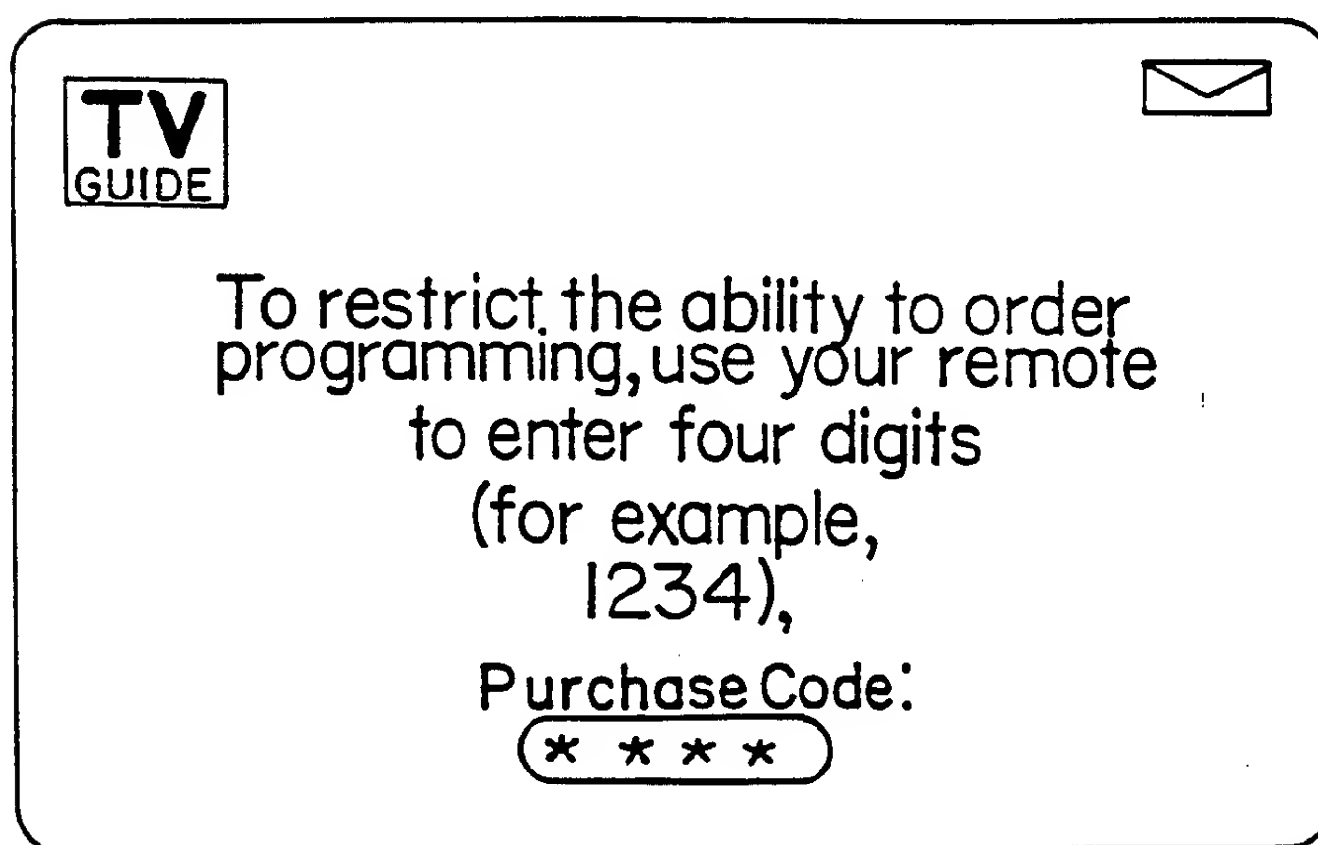 TV
GUIDE
To restrict the ability to order
programming, use your remote
to enter four digits
(for example,
1234),
Purchase Code:
* * * *